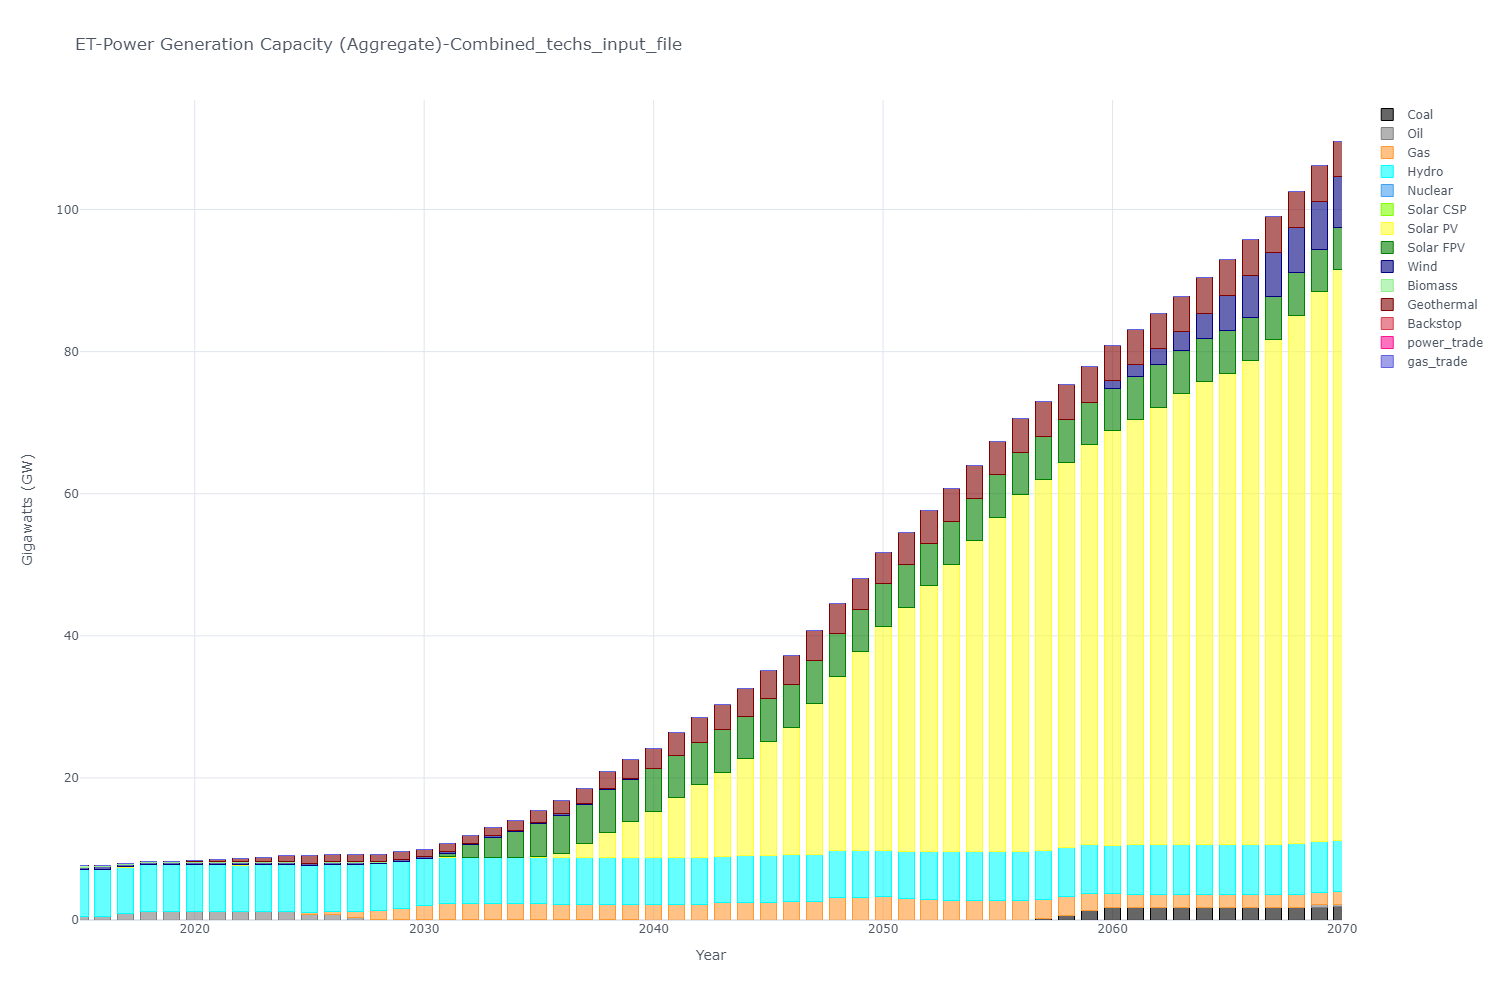 ET-Power Generation Capacity (Aggregate)-Combined_techs_input_file
Coal
Oil
Gas
Hydro
Nuclear
Solar CSP
Solar PV
Solar FPV
Wind
Biomass
Geothermal
Backstop
power_trade
gas_trade
100
80
60
40
20
0
Gigawatts (GW)
2020
2030
2040
2050
2060
2070
Year